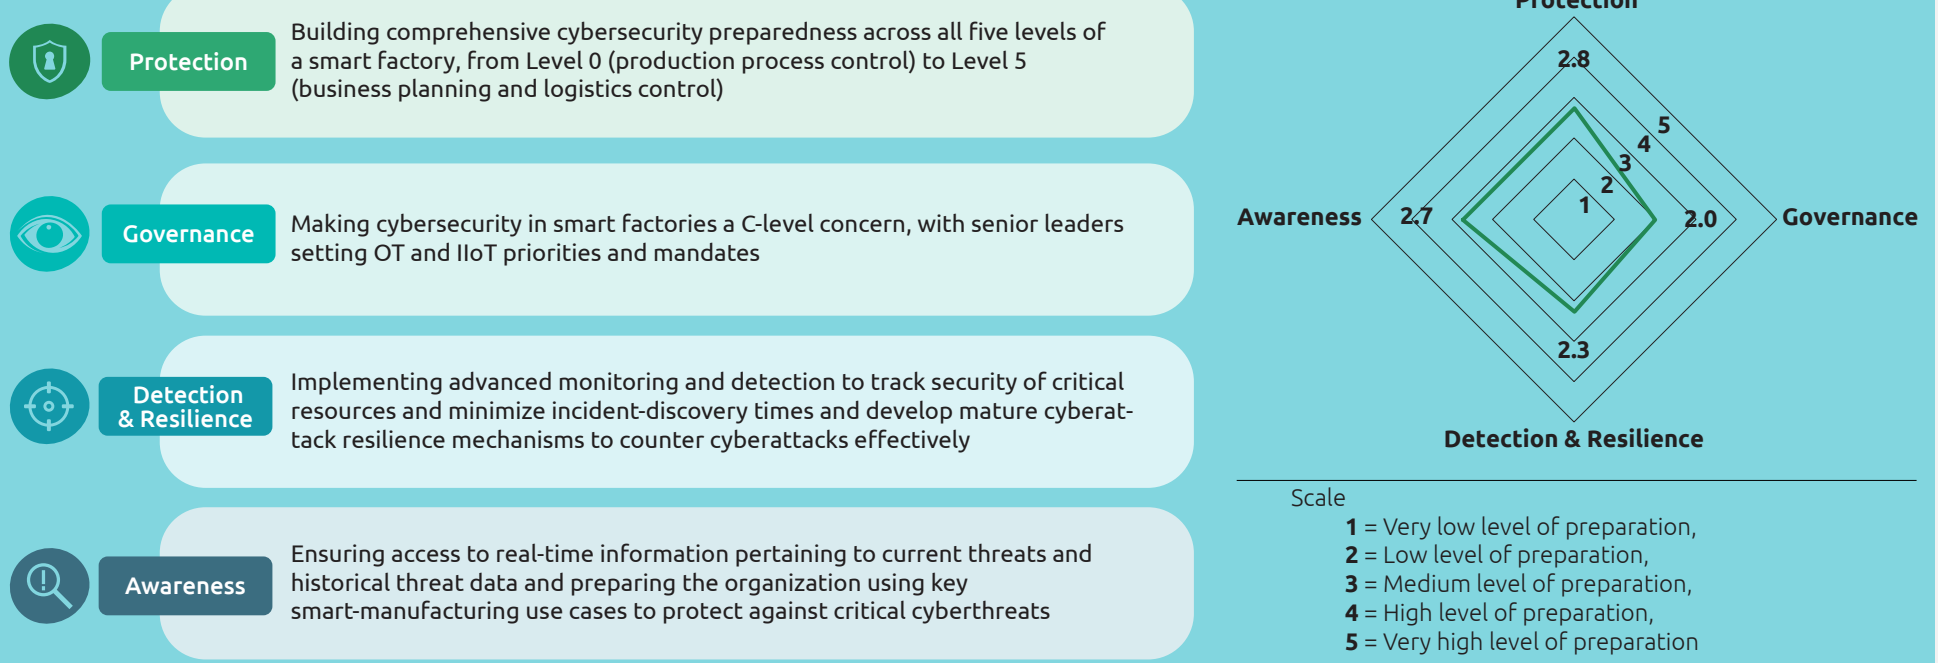 Protection
Building comprehensive cybersecurity preparedness across all five levels of
a smart factory, from Level 0 (production process control) to Level 5
(business planning and logistics control)
Governance
Making cybersecurity in smart factories a C-level concern, with senior leaders
setting OT and IIoT priorities and mandates
Detection
& Resilience
Implementing advanced monitoring and detection to track security of critical
resources and minimize incident-discovery times and develop mature cyberat-
tack resilience mechanisms to counter cyberattacks effectively
Awareness
Ensuring access to real-time information pertaining to current threats and
historical threat data and preparing the organization using key
smart-manufacturing use cases to protect against critical cyberthreats
Protection
2.8
5
4
3
2
1
Awareness
2.7
2.0
Governance
2.3
Detection & Resilience
Scale
1 = Very low level of preparation,
2 = Low level of preparation,
3 = Medium level of preparation,
4 = High level of preparation,
5 = Very high level of preparation